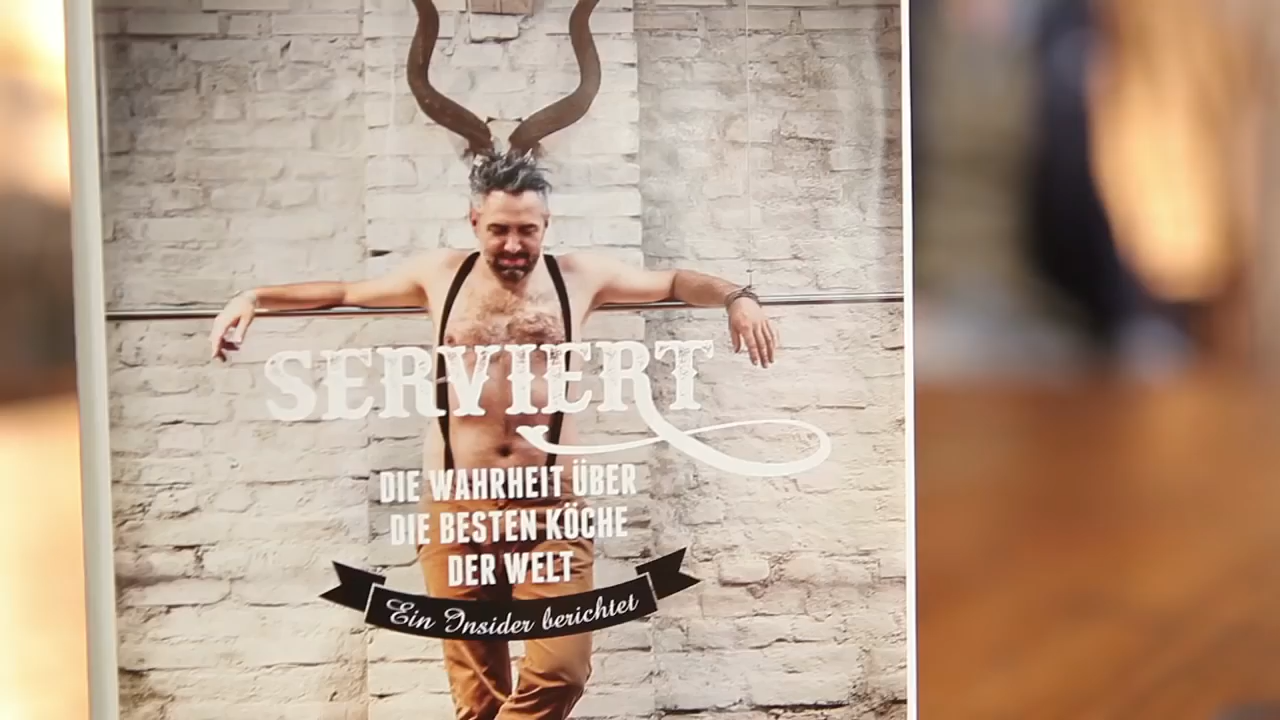 SERVIERT
DIE WAHRHEIT ÜBER
DIE BESTEN KÖCHE
DER WELT
Ein Insider berichtet